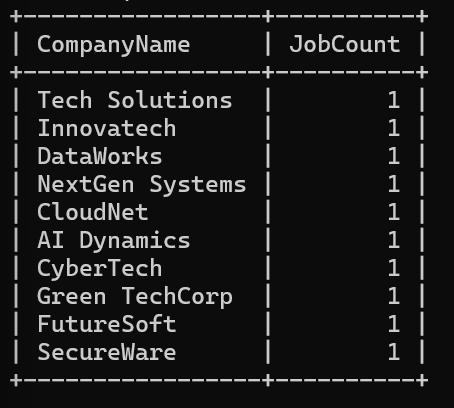 +-----------------+----------+
| CompanyName     | JobCount |
+-----------------+----------+
| Tech Solutions  |        1 |
| Innovatech      |        1 |
| DataWorks       |        1 |
| NextGen Systems |        1 |
| CloudNet        |        1 |
| AI Dynamics     |        1 |
| CyberTech       |        1 |
| Green TechCorp  |        1 |
| FutureSoft      |        1 |
| SecureWare      |        1 |
+-----------------+----------+